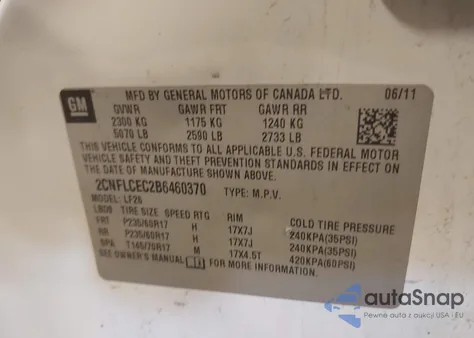 GM
MFD BY GENERAL MOTORS OF CANADA LTD. 06/11
GVWR GAWR FRT GAWR RR
2300 KG 1175 KG 1240 KG
5070 LB 2590 LB 2733 LB
THIS VEHICLE CONFORMS TO ALL APPLICABLE U.S. FEDERAL MOTOR
VEHICLE SAFETY AND THEFT PREVENTION STANDARDS IN EFFECT ON
THE DATE OF MANUFACTURE SHOWN ABOVE.
2CNFLCEC2B6460370 TYPE: M.P.V.
MODEL: LF26
TIRE SIZE SPEED RTG RIM COLD TIRE PRESSURE
FRT P235/60R17 H 17X7J 240KPA(35PSI)
RR P235/60R17 H 17X7J 240KPA(35PSI)
SPA T165/70R17 M 17X4.5T 420KPA(60PSI)
SEE OWNER'S MANUAL FOR MORE INFORMATION.
autaSnap
Pewne auta z aukcji USA - EU